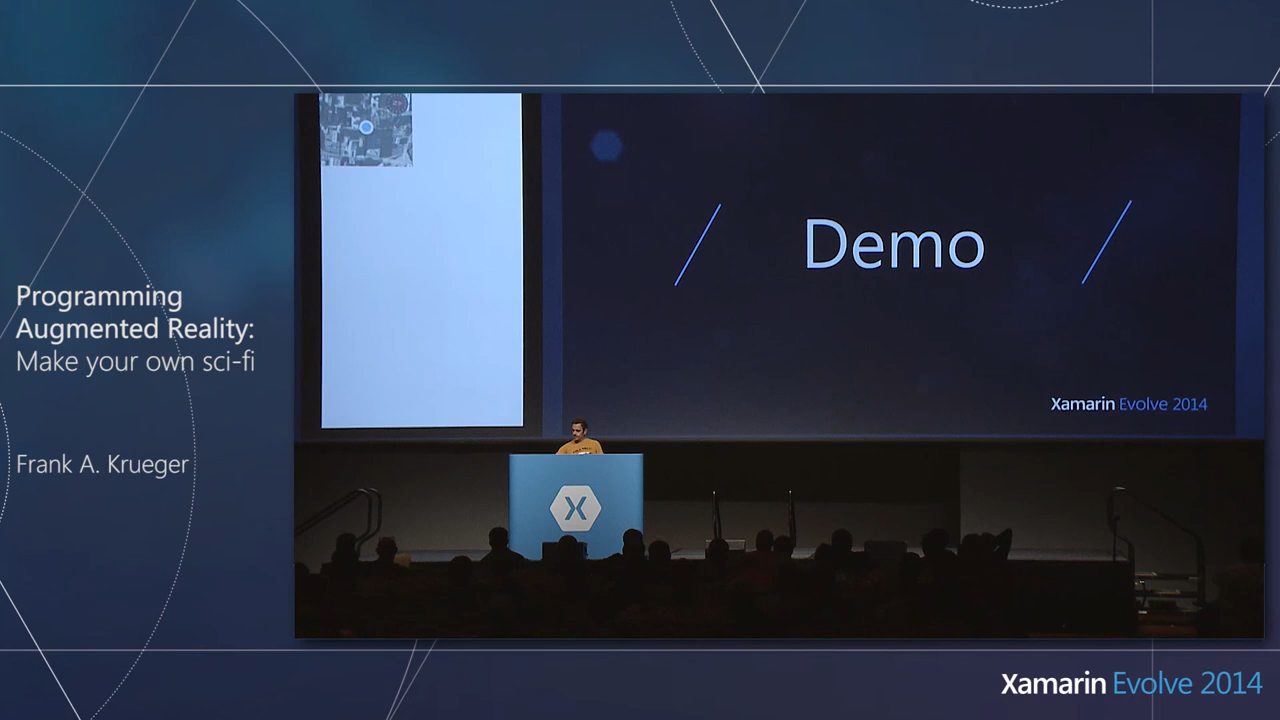 Programming
Augmented Reality:
Make your own sci-fi
Frank A. Krueger
Demo
Xamarin Evolve 2014
Xamarin Evolve 2014